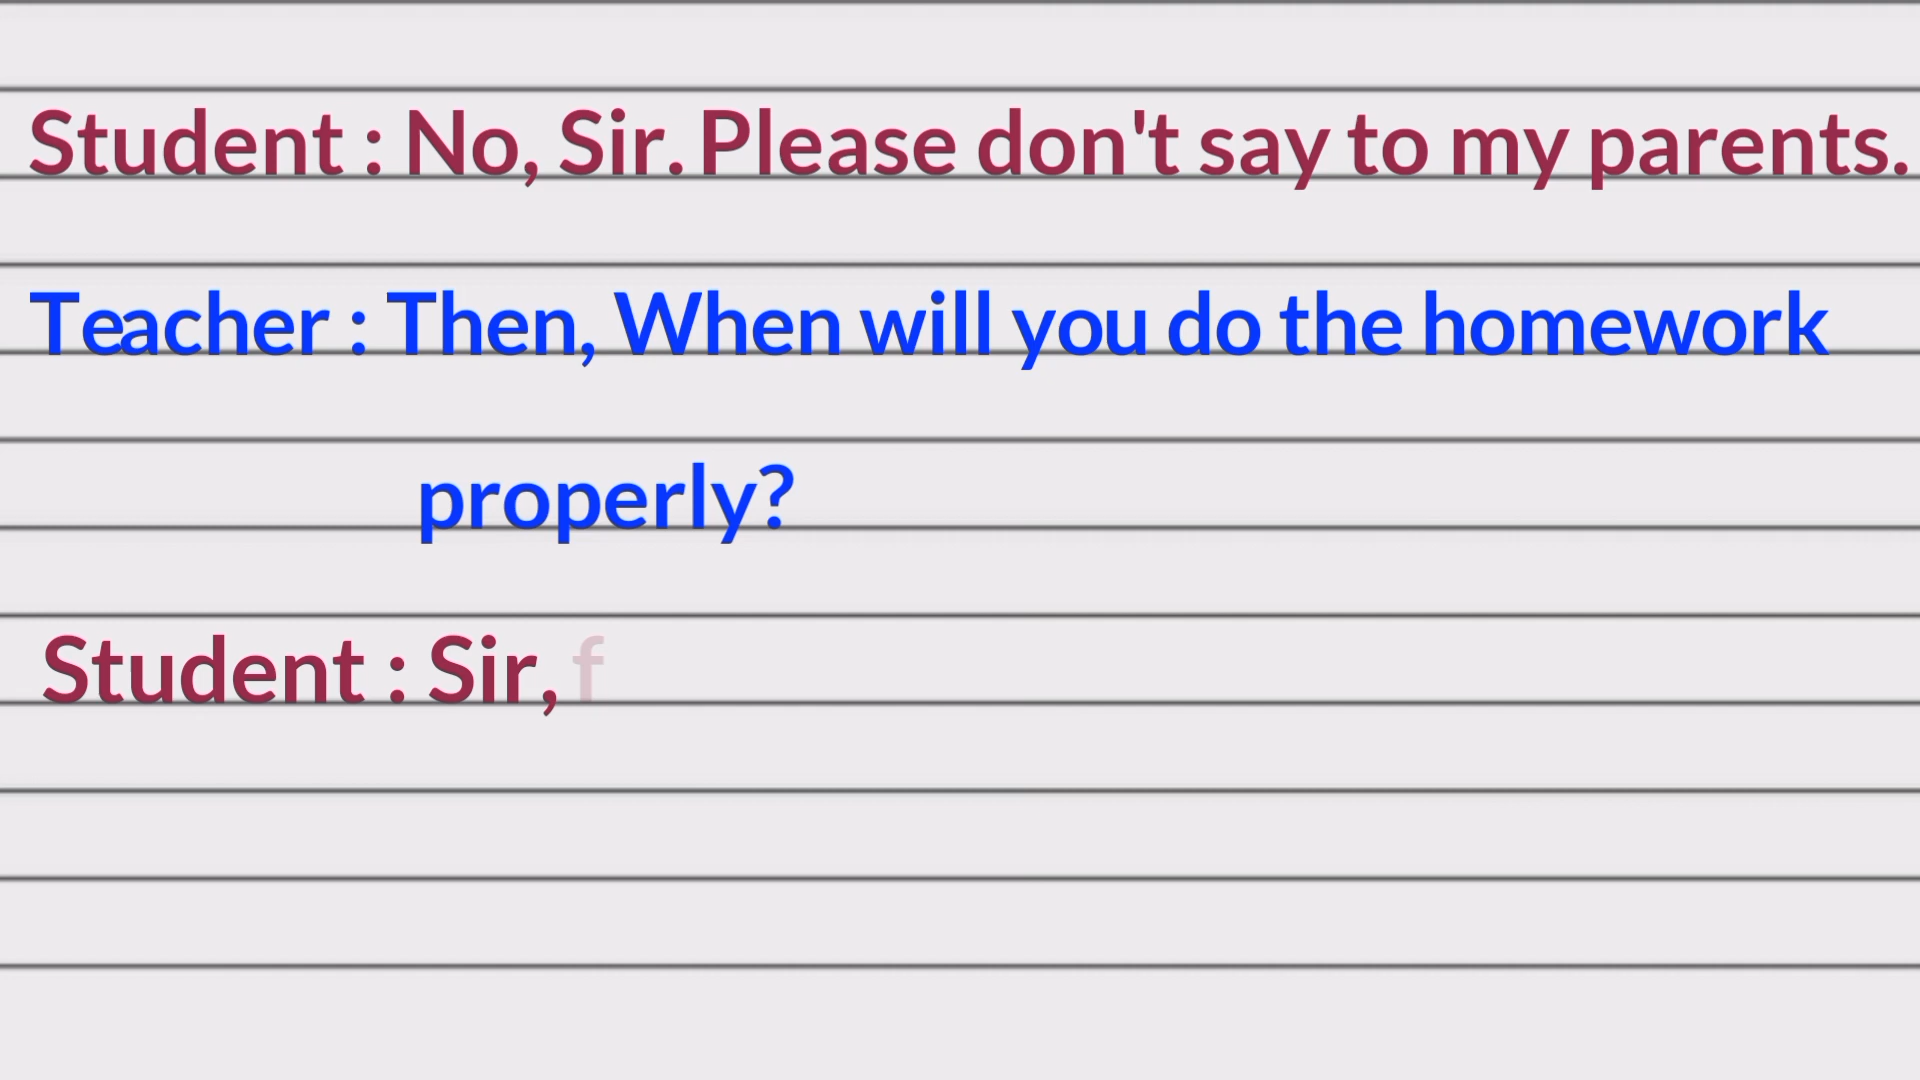 Student : No, Sir. Please don't say to my parents.
Teacher : Then, When will you do the homework
properly?
Student : Sir, f